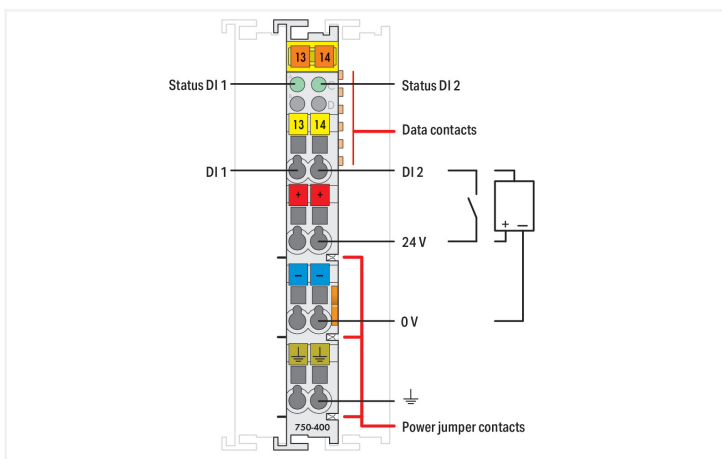 13 14
Status DI 1
C
Status DI 2
D
13 14
Data contacts
DI 1
DI 2
+ +
+ −
24 V
− −
0 V
750-400
Power jumper contacts